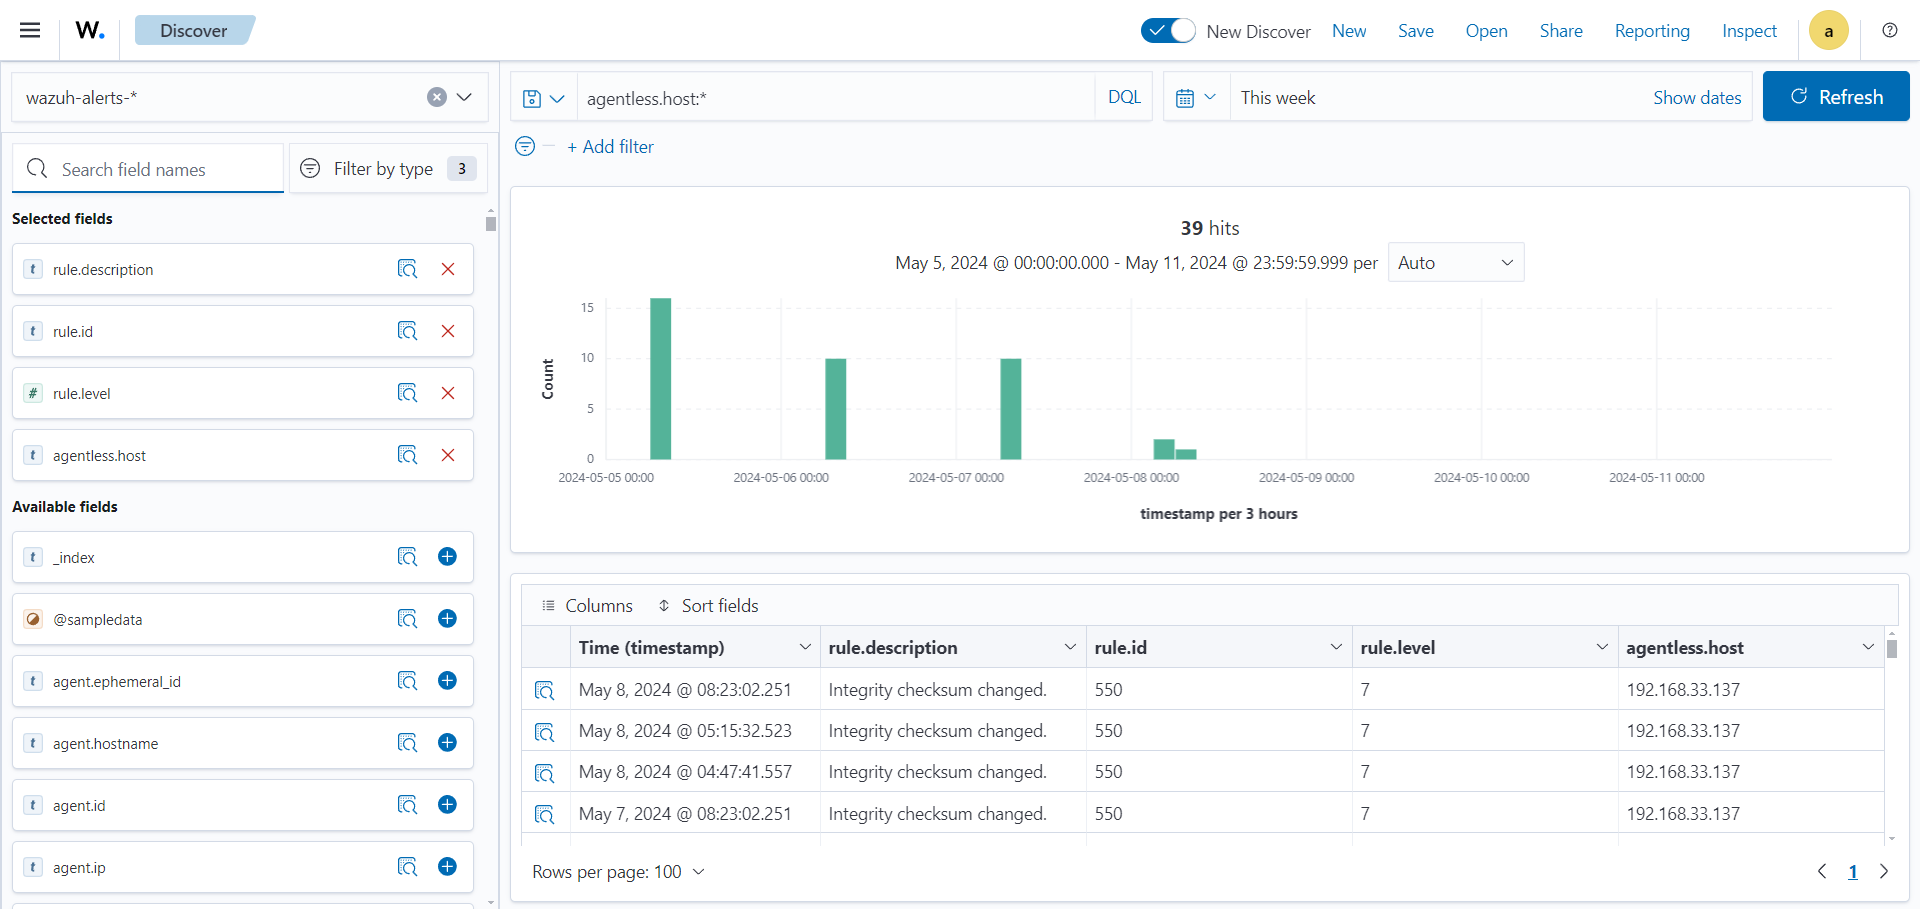 W. Discover New Discover New Save Open Share Reporting Inspect a
wazuh-alerts-* agentless.host:* DQL This week Show dates Refresh
+ Add filter
Search field names Filter by type 3
Selected fields
t rule.description
t rule.id
# rule.level
t agentless.host
Available fields
t _index
@sampledata
t agent.ephemeral_id
t agent.hostname
t agent.id
t agent.ip
39 hits
May 5, 2024 @ 00:00:00.000 - May 11, 2024 @ 23:59:59.999 per Auto
Count
15
10
5
0
2024-05-05 00:00 2024-05-06 00:00 2024-05-07 00:00 2024-05-08 00:00 2024-05-09 00:00 2024-05-10 00:00 2024-05-11 00:00
timestamp per 3 hours
Columns Sort fields
Time (timestamp) rule.description rule.id rule.level agentless.host
May 8, 2024 @ 08:23:02.251 Integrity checksum changed. 550 7 192.168.33.137
May 8, 2024 @ 05:15:32.523 Integrity checksum changed. 550 7 192.168.33.137
May 8, 2024 @ 04:47:41.557 Integrity checksum changed. 550 7 192.168.33.137
May 7, 2024 @ 08:23:02.251 Integrity checksum changed. 550 7 192.168.33.137
Rows per page: 100 1